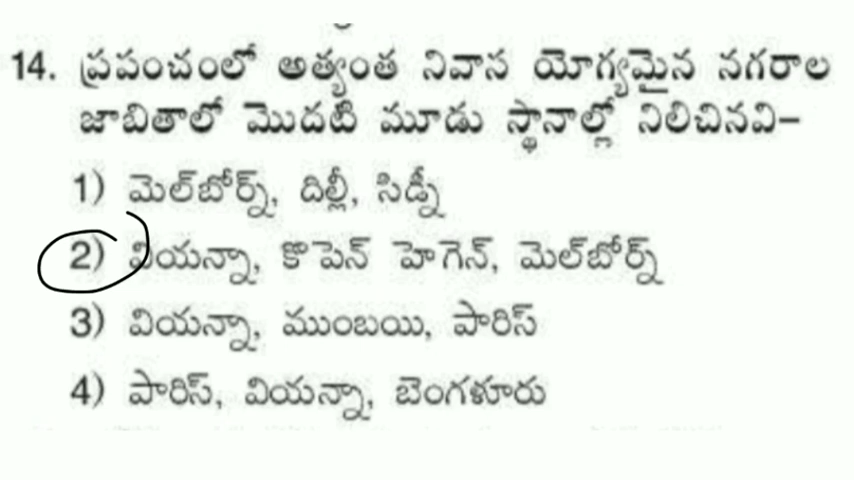 14. ప్రపంచంలో అత్యంత నివాస యోగ్యమైన నగరాల
జాబితాలో మొదటి మూడు స్థానాల్లో నిలిచినవి–
1) మెల్‌బోర్న్, దిల్లీ, సిడ్నీ
2) వియన్నా, కొపెన్ హెగెన్, మెల్‌బోర్న్
3) వియన్నా, ముంబయి, పారిస్
4) పారిస్, వియన్నా, బెంగళూరు